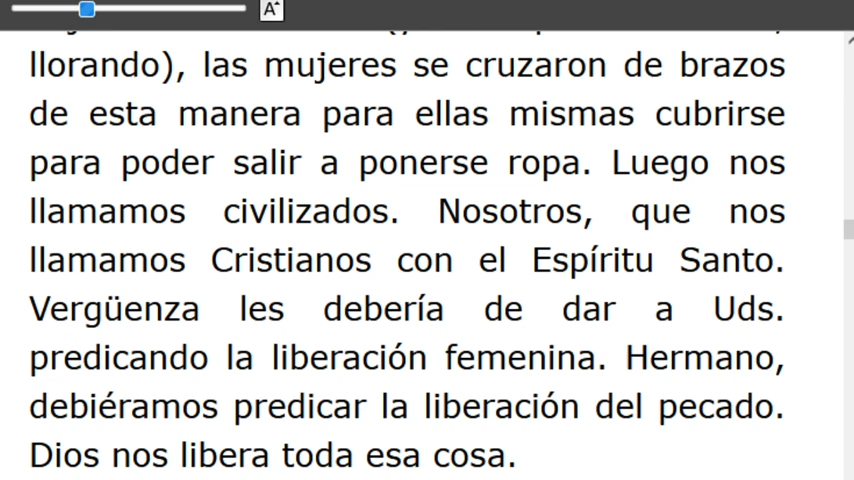 A
llorando), las mujeres se cruzaron de brazos
de esta manera para ellas mismas cubrirse
para poder salir a ponerse ropa. Luego nos
llamamos civilizados. Nosotros, que nos
llamamos Cristianos con el Espíritu Santo.
Vergüenza les debería de dar a Uds.
predicando la liberación femenina. Hermano,
debiéramos predicar la liberación del pecado.
Dios nos libera toda esa cosa.